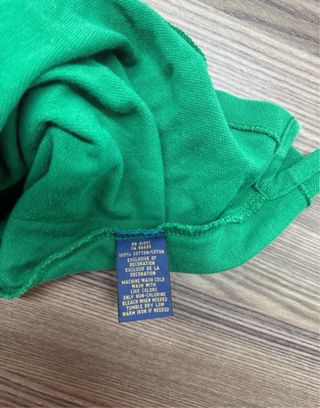 RN 41381
CA 36603
100% COTTON/COTON
EXCLUSIVE OF
DECORATION
EXCLUSIF DE LA
DECORATION
MACHINE WASH COLD
WASH WITH
LIKE COLORS
ONLY NON-CHLORINE
BLEACH WHEN NEEDED
TUMBLE DRY LOW
WARM IRON IF NEEDED